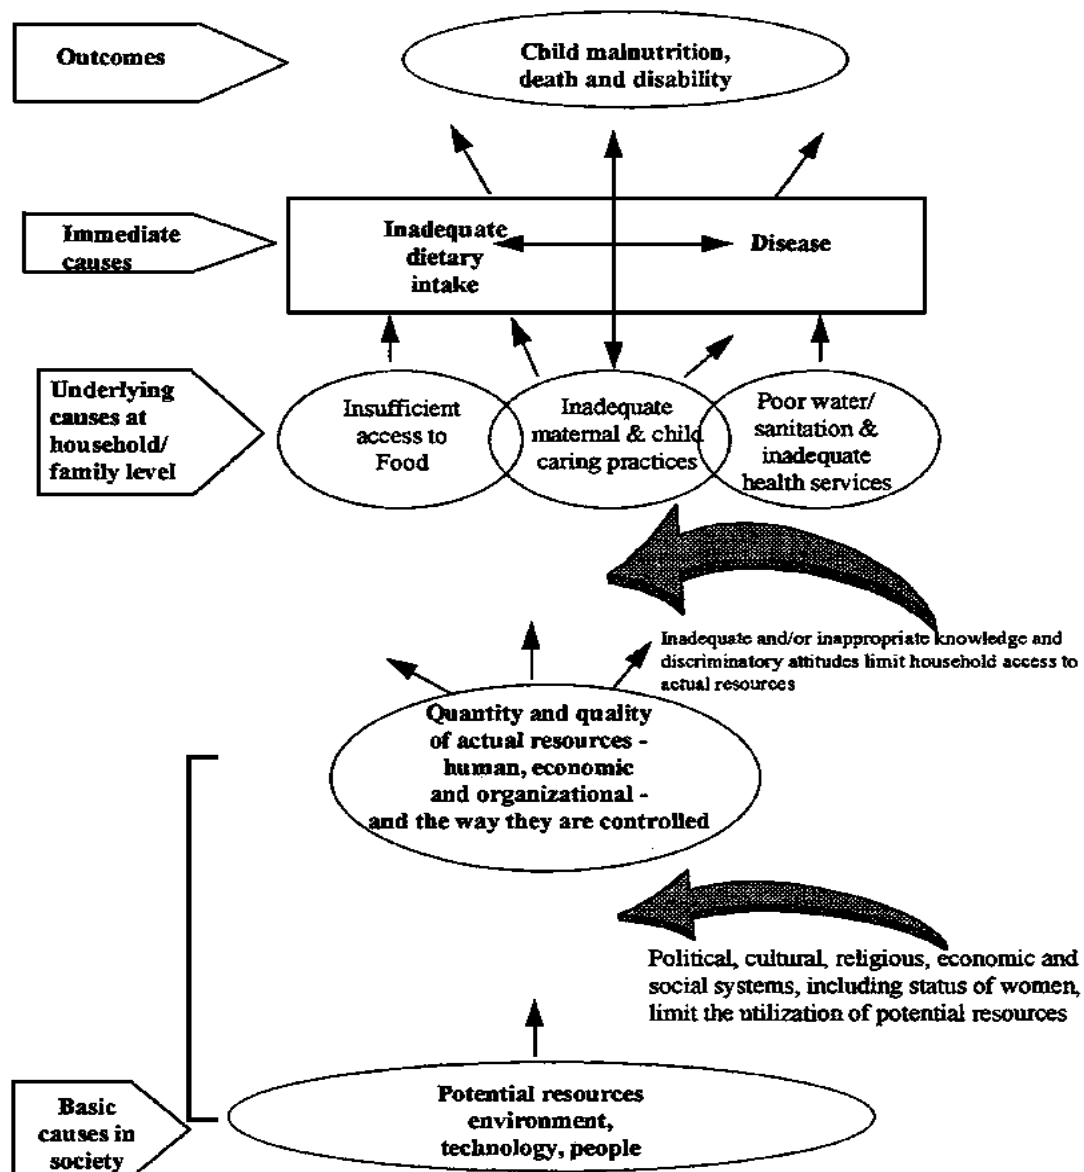 Outcomes
Child malnutrition,
death and disability
Immediate
causes
Inadequate
dietary
intake
Disease
Underlying
causes at
household/
family level
Insufficient
access to
Food
Inadequate
maternal & child
caring practices
Poor water/
sanitation &
inadequate
health services
Inadequate and/or inappropriate knowledge and
discriminatory attitudes limit household access to
actual resources
Quantity and quality
of actual resources -
human, economic
and organizational -
and the way they are controlled
Political, cultural, religious, economic and
social systems, including status of women,
limit the utilization of potential resources
Basic
causes in
society
Potential resources
environment,
technology, people